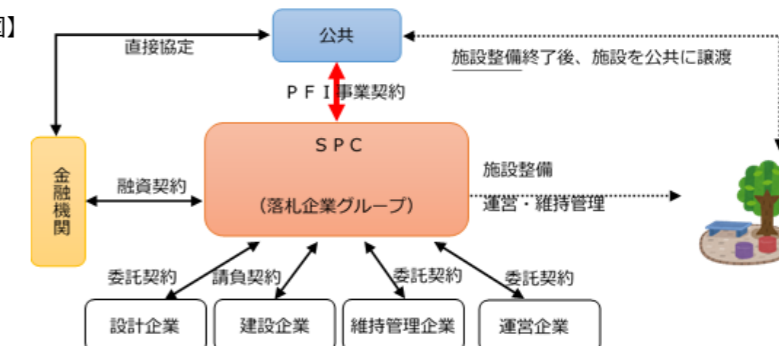 図】
公共
直接協定
施設整備終了後、施設を公共に譲渡
ＰＦＩ事業契約
ＳＰＣ
（落札企業グループ）
金融機関
融資契約
施設整備
運営・維持管理
委託契約
請負契約
委託契約
委託契約
設計企業
建設企業
維持管理企業
運営企業